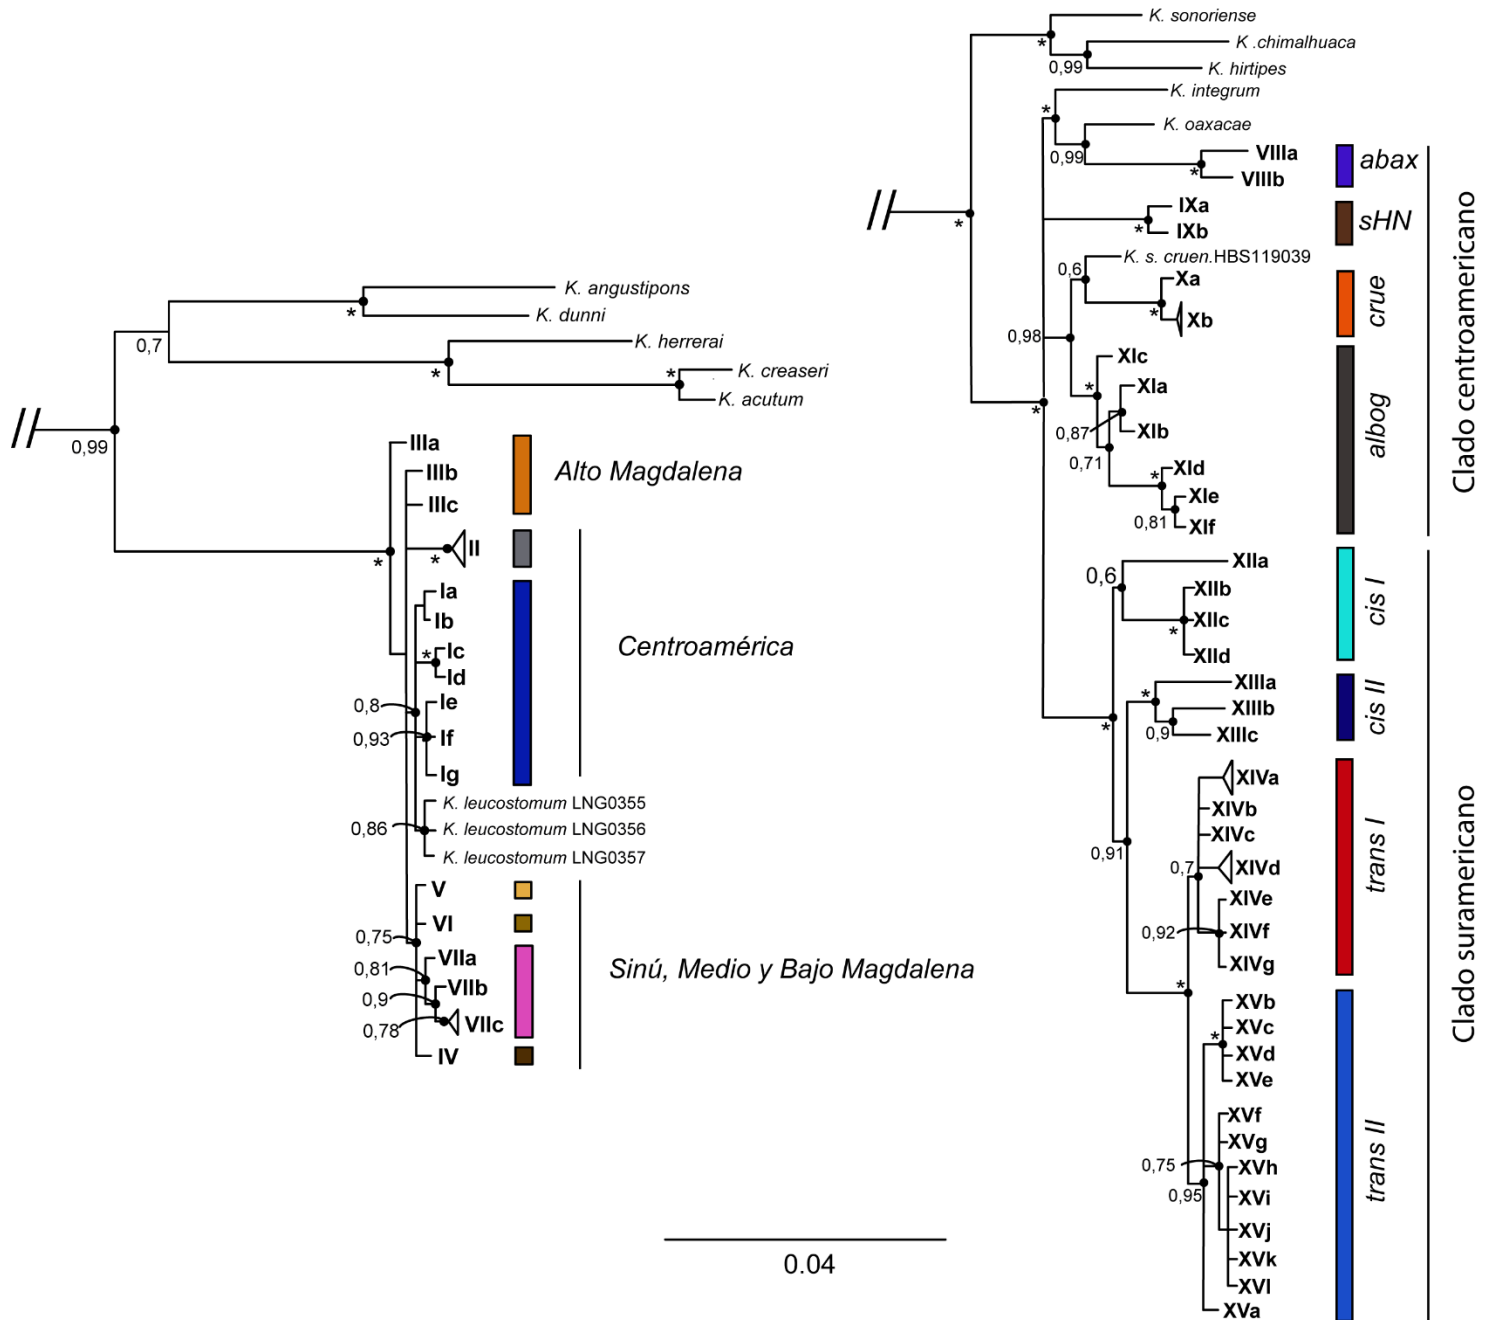 K. angustipons
*
K. dunni
0,7
K. herrerai
*
*
K. creaseri
K. acutum
0,99
IIIa
IIIb
IIIc
Alto Magdalena
*
*
II
Ia
Ib
*
Ic
Id
Centroamérica
Ie
0,8
If
0,93
Ig
K. leucostomum LNG0355
0,86
K. leucostomum LNG0356
K. leucostomum LNG0357
V
VI
0,75
VIIa
0,81
VIIb
0,9
VIIc
0,78
IV
Sinú, Medio y Bajo Magdalena
0.04
K. sonoriense
*
K .chimalhuaca
0,99
K. hirtipes
K. integrum
*
K. oaxacae
0,99
VIIIa
*
VIIIb
abax
*
IXa
*
IXb
sHN
K. s. cruen.HBS119039
0,6
Xa
*
Xb
crue
0,98
XIc
*
XIa
*
0,87
XIb
0,71
XId
*
XIe
0,81
XIf
albog
Clado centroamericano
XIIa
0,6
XIIb
XIIc
*
XIId
cis I
XIIIa
*
XIIIb
0,9
XIIIc
*
cis II
XIVa
XIVb
XIVc
0,91
0,7
XIVd
XIVe
0,92
XIVf
XIVg
trans I
*
XVb
XVc
*
XVd
XVe
XVf
XVg
0,75
XVh
0,95
XVi
XVj
XVk
XVl
XVa
trans II
Clado suramericano